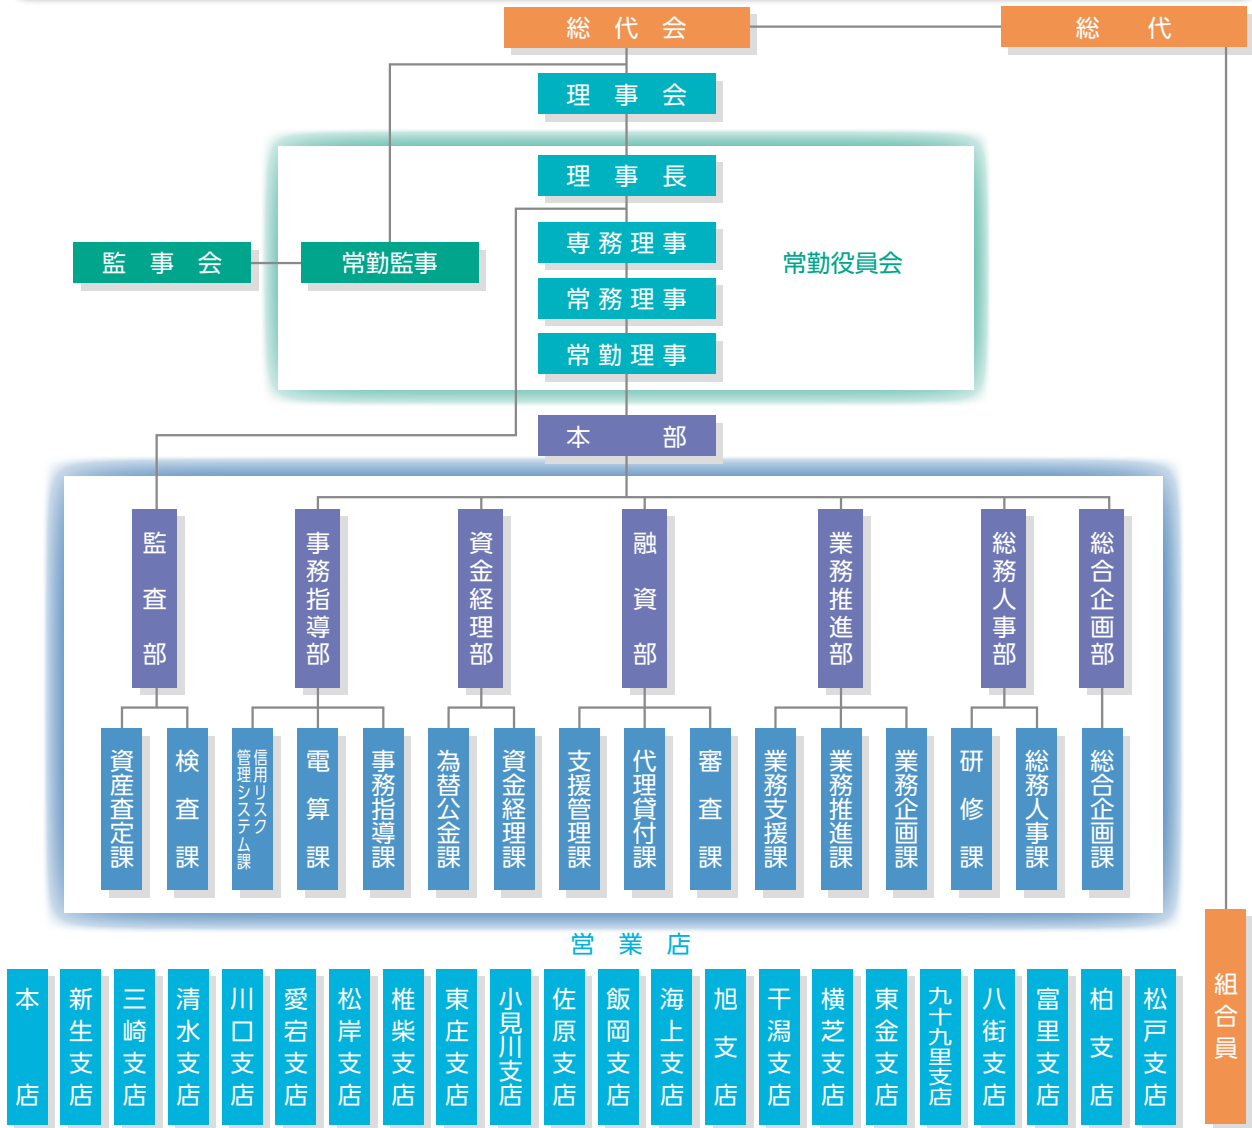 総　代　会
総　　代
理　事　会
理　事　長
専務理事
監　事　会
常勤監事
常勤役員会
常務理事
常勤理事
本　　　部
監査部
事務指導部
資金経理部
融資部
業務推進部
総務人事部
総合企画部
資産査定課
検査課
信用リスク
管理システム課
電算課
事務指導課
為替公金課
資金経理課
支援管理課
代理貸付課
審査課
業務支援課
業務推進課
業務企画課
研修課
総務人事課
総合企画課
営　業　店
本店
新生支店
三崎支店
清水支店
川口支店
愛宕支店
松岸支店
椎柴支店
東庄支店
小見川支店
佐原支店
飯岡支店
海上支店
旭支店
干潟支店
横芝支店
東金支店
九十九里支店
八街支店
富里支店
柏支店
松戸支店
組合員